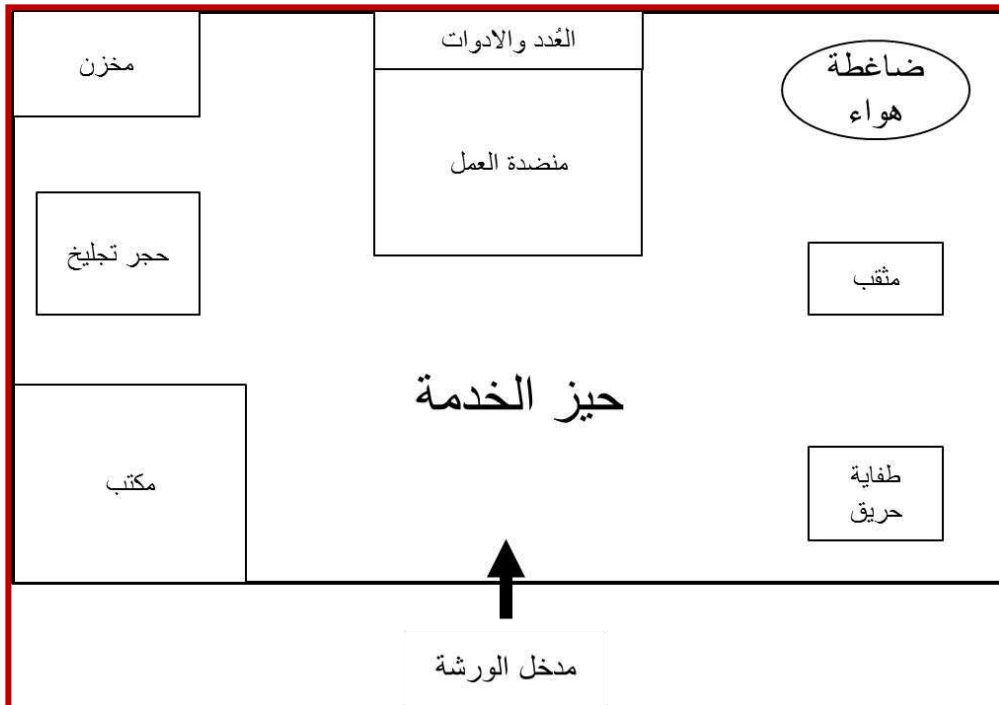 العُدد والادوات
مخزن
ضاغطة
هواء
منضدة العمل
حجر تجليخ
مثقب
حيز الخدمة
مكتب
طفاية
حريق
مدخل الورشة